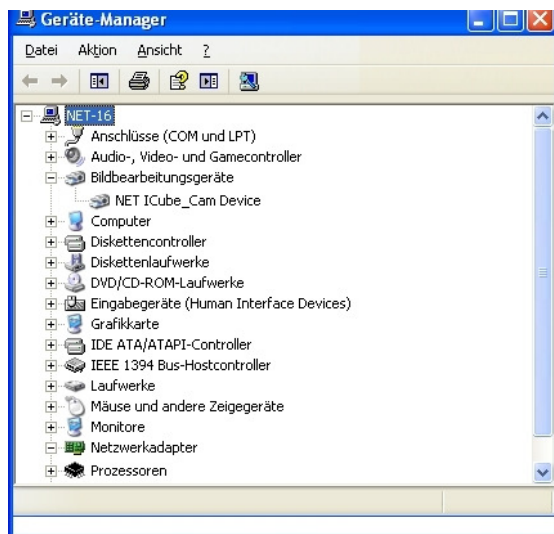 Geräte-Manager
Datei Aktion Ansicht ?
NET-16
Anschlüsse (COM und LPT)
Audio-, Video- und Gamecontroller
Bildbearbeitungsgeräte
NET ICube_Cam Device
Computer
Diskettencontroller
Diskettenlaufwerke
DVD/CD-ROM-Laufwerke
Eingabegeräte (Human Interface Devices)
Grafikkarte
IDE ATA/ATAPI-Controller
IEEE 1394 Bus-Hostcontroller
Laufwerke
Mäuse und andere Zeigegeräte
Monitore
Netzwerkadapter
Prozessoren